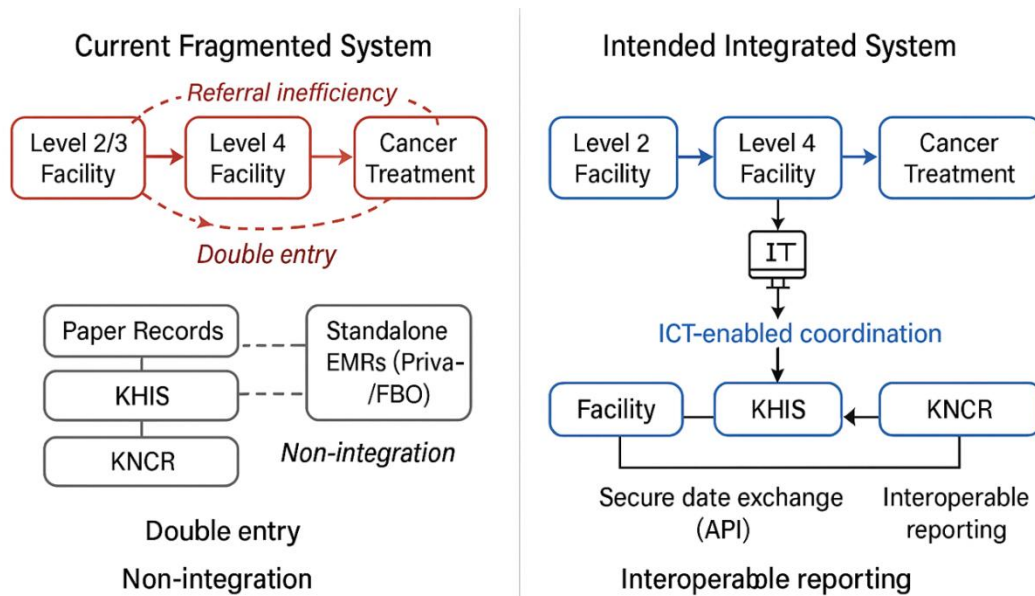 Current Fragmented System
Referral inefficiency
Level 2/3
Facility
Level 4
Facility
Cancer
Treatment
Double entry
Paper Records
KHIS
KNCR
Standalone
EMRs (Priva-
/FBO)
Non-integration
Double entry
Non-integration
Intended Integrated System
Level 2
Facility
Level 4
Facility
Cancer
Treatment
IT
ICT-enabled coordination
Facility
KHIS
KNCR
Secure date exchange
(API)
Interoperable
reporting
Interoperable reporting